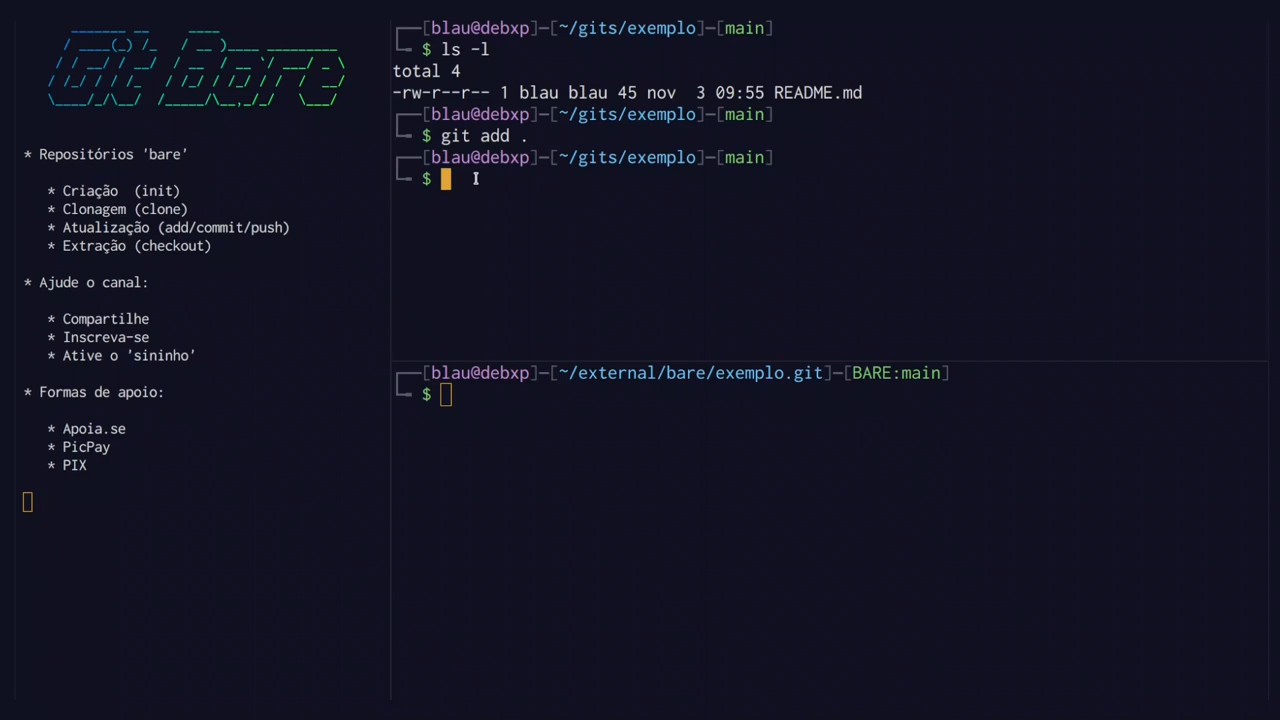 Git Bare
* Repositórios 'bare'
* Criação (init)
* Clonagem (clone)
* Atualização (add/commit/push)
* Extração (checkout)
* Ajude o canal:
* Compartilhe
* Inscreva-se
* Ative o 'sininho'
* Formas de apoio:
* Apoia.se
* PicPay
* PIX
┌──[blau@debxp]─[~/gits/exemplo]─[main]
└─ $ ls -l
total 4
-rw-r--r-- 1 blau blau 45 nov  3 09:55 README.md
┌──[blau@debxp]─[~/gits/exemplo]─[main]
└─ $ git add .
┌──[blau@debxp]─[~/gits/exemplo]─[main]
└─ $
┌──[blau@debxp]─[~/external/bare/exemplo.git]─[BARE:main]
└─ $